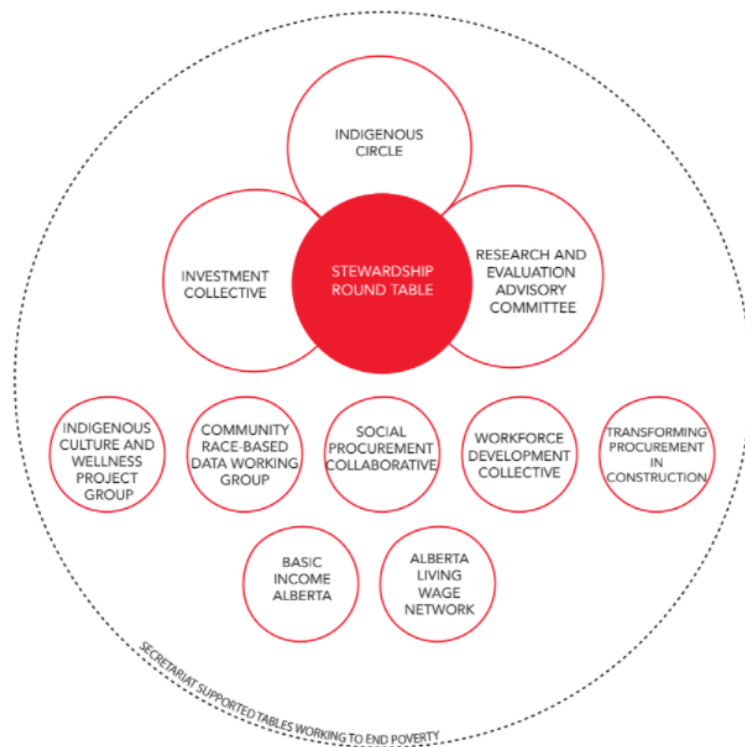 INDIGENOUS
CIRCLE
INVESTMENT
COLLECTIVE
STEWARDSHIP
ROUND TABLE
RESEARCH AND
EVALUATION
ADVISORY
COMMITTEE
INDIGENOUS
CULTURE AND
WELLNESS
PROJECT
GROUP
COMMUNITY
RACE-BASED
DATA WORKING
GROUP
SOCIAL
PROCUREMENT
COLLABORATIVE
WORKFORCE
DEVELOPMENT
COLLECTIVE
TRANSFORMING
PROCUREMENT
IN
CONSTRUCTION
BASIC
INCOME
ALBERTA
ALBERTA
LIVING
WAGE
NETWORK
SECRETARIAT SUPPORTED TABLES WORKING TO END POVERTY